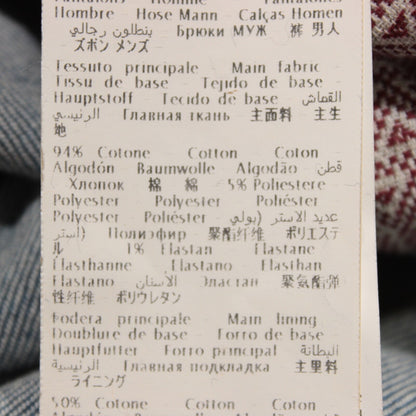 Hombre Hose Mann Calças Homen
بنطلون رجالي Брюки МУЖ 裤 男人
ズボン メンズ
Tessuto principale Main fabric
Tissu de base Tejido de base
Hauptstoff Tecido de base القماش
الرئيسي Главная ткань 主面料 主生
地
94% Cotone Cotton Coton
Algodón Baumwolle Algodão قطن
Хлопок 棉 綿 5% Poliestere
Polyester Polyester Poliéster
Polyester Poliéster عديد الاستر (بولي
استر) Полиэфир 聚酯纤维 ポリエステ
ル 1% Elastan Elastane
Elasthanne Elastano Elasthan
Elastano الأستان Эластан 聚氨酯弹
性纤维 ポリウレタン
Fodera principale Main lining
Doublure de base Forro de base
Hauptfutter Forro principal البطانة
الرئيسية Главная подкладка 主里料
ライニング
50% Cotone Cotton Coton